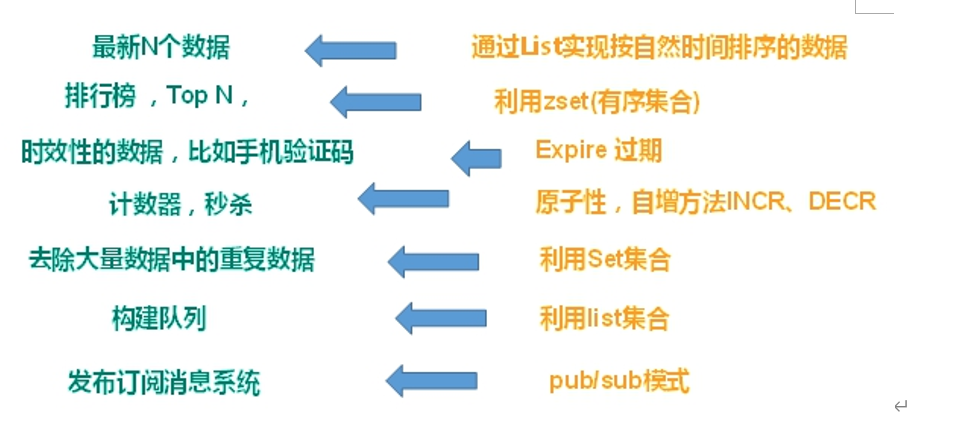 最新N个数据 通过List实现按自然时间排序的数据
排行榜，Top N， 利用zset(有序集合)
时效性的数据，比如手机验证码 Expire 过期
计数器，秒杀 原子性，自增方法INCR、DECR
去除大量数据中的重复数据 利用Set集合
构建队列 利用list集合
发布订阅消息系统 pub/sub模式